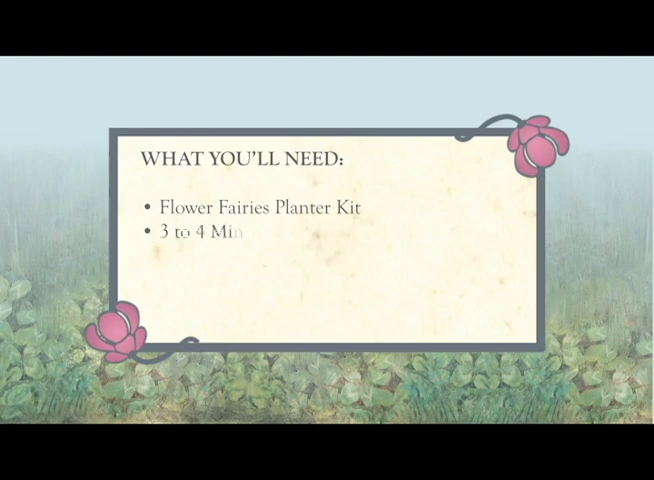 WHAT YOU'LL NEED:
• Flower Fairies Planter Kit
• 3 to 4 Min